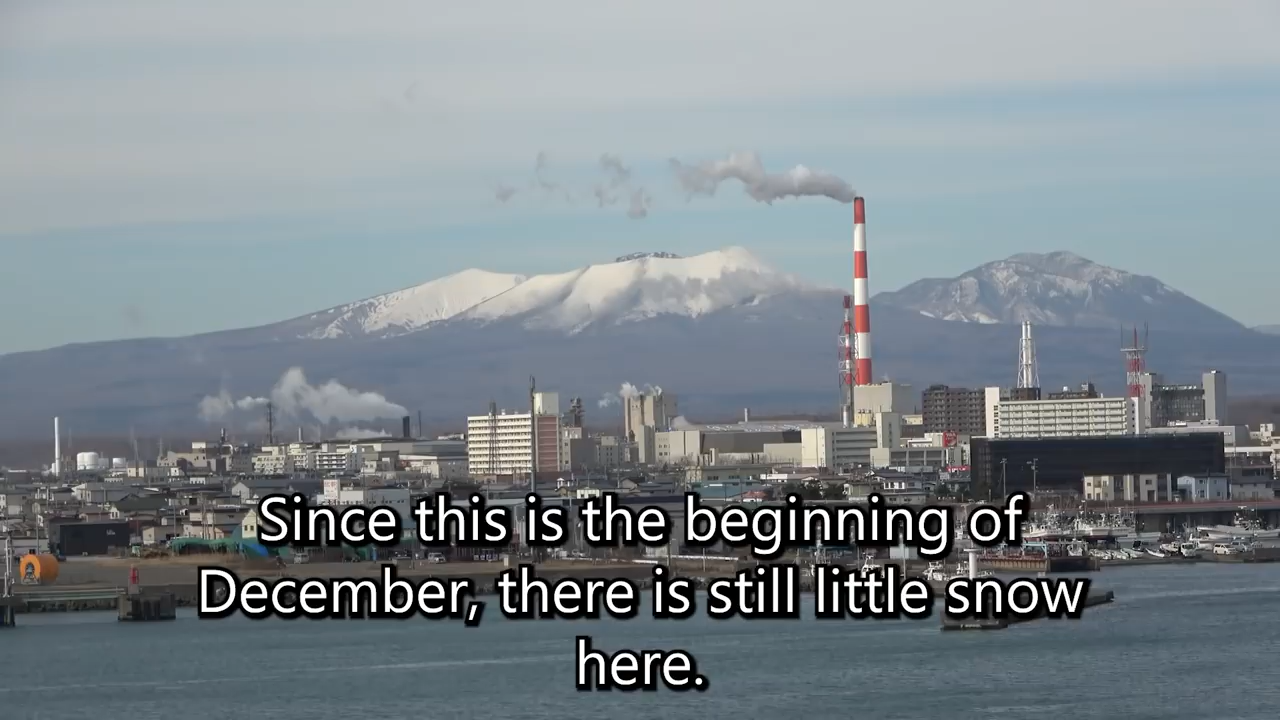 Since this is the beginning of
December, there is still little snow
here.